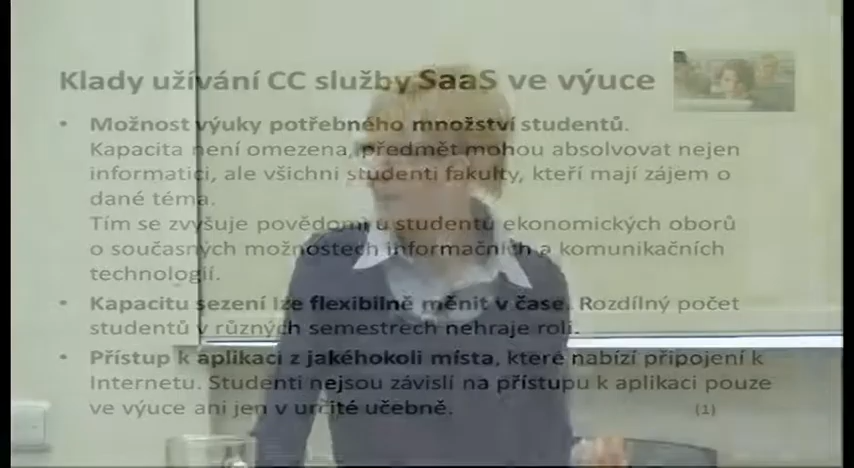 Klady užívání CC služby SaaS ve výuce
• Možnost výuky potřebného množství studentů.
Kapacita není omezena, předmět mohou absolvovat nejen
informatici, ale všichni studenti fakulty, kteří mají zájem o
dané téma.
Tím se zvyšuje povědomí u studentů ekonomických oborů
o současných možnostech informačních a komunikačních
technologií.
• Kapacitu sezení lze flexibilně měnit v čase. Rozdílný počet
studentů v různých semestrech nehraje roli.
• Přístup k aplikaci z jakéhokoli místa, které nabízí připojení k
Internetu. Studenti nejsou závislí na přístupu k aplikaci pouze
ve výuce ani jen v určité učebně.
(1)